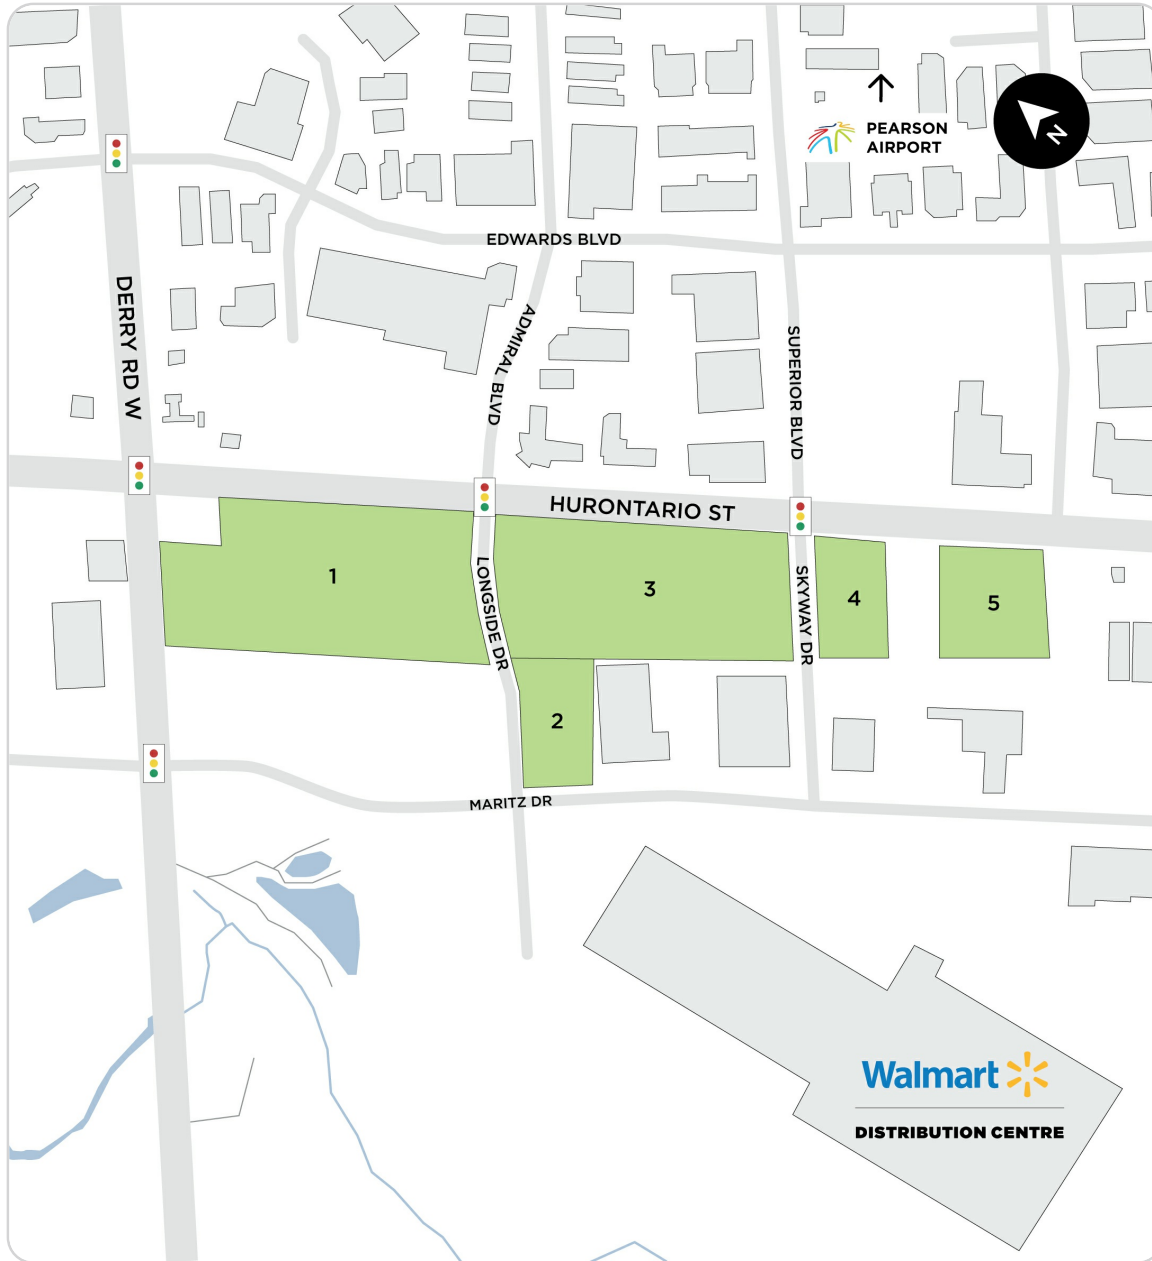 PEARSON
AIRPORT
N
EDWARDS BLVD
DERRY RD W
ADMIRAL BLVD
SUPERIOR BLVD
HURONTARIO ST
1
LONGSIDE DR
3
SKYWAY DR
4
5
2
MARITZ DR
Walmart
DISTRIBUTION CENTRE